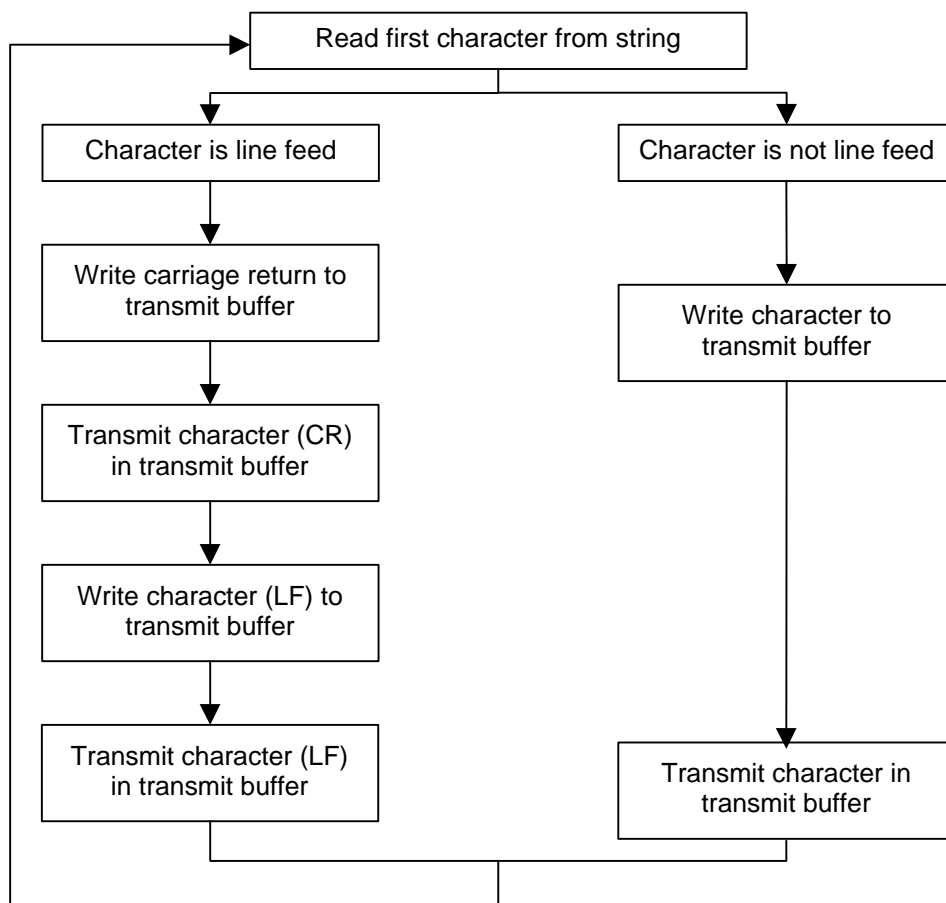 Read first character from string
Character is line feed
Character is not line feed
Write carriage return to
transmit buffer
Write character to
transmit buffer
Transmit character (CR)
in transmit buffer
Write character (LF) to
transmit buffer
Transmit character (LF)
in transmit buffer
Transmit character in
transmit buffer